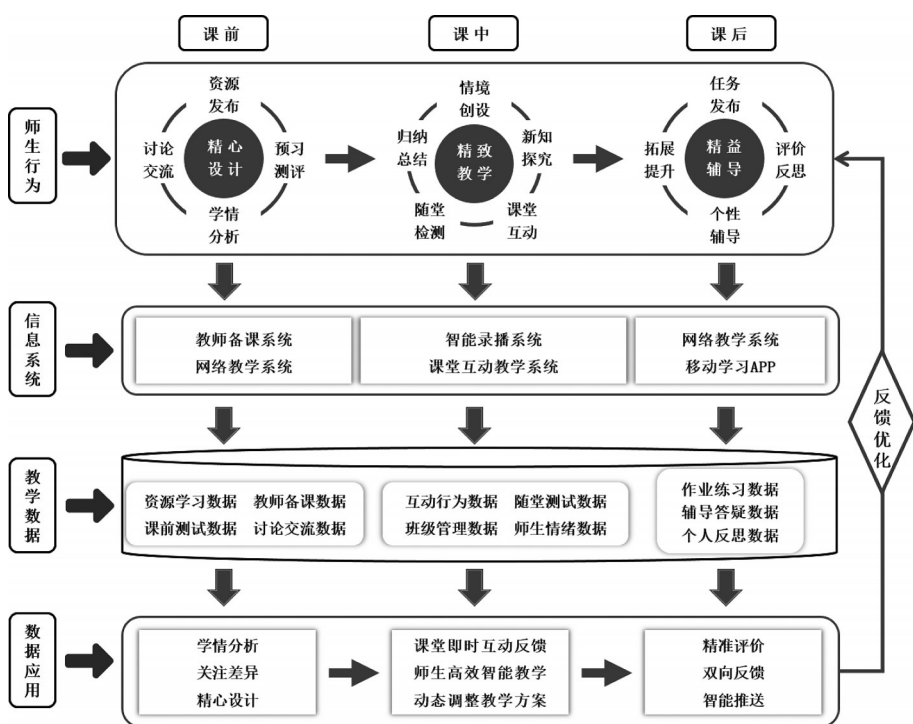 课前
课中
课后
师生行为
资源
发布
讨论
交流
精心
设计
预习
测评
学情
分析
情境
创设
归纳
总结
精致
教学
新知
探究
随堂
检测
课堂
互动
任务
发布
拓展
提升
精益
辅导
评价
反思
个性
辅导
信息系统
教师备课系统
网络教学系统
智能录播系统
课堂互动教学系统
网络教学系统
移动学习APP
反馈优化
教学数据
资源学习数据 教师备课数据
课前测试数据 讨论交流数据
互动行为数据 随堂测试数据
班级管理数据 师生情绪数据
作业练习数据
辅导答疑数据
个人反思数据
数据应用
学情分析
关注差异
精心设计
课堂即时互动反馈
师生高效智能教学
动态调整教学方案
精准评价
双向反馈
智能推送